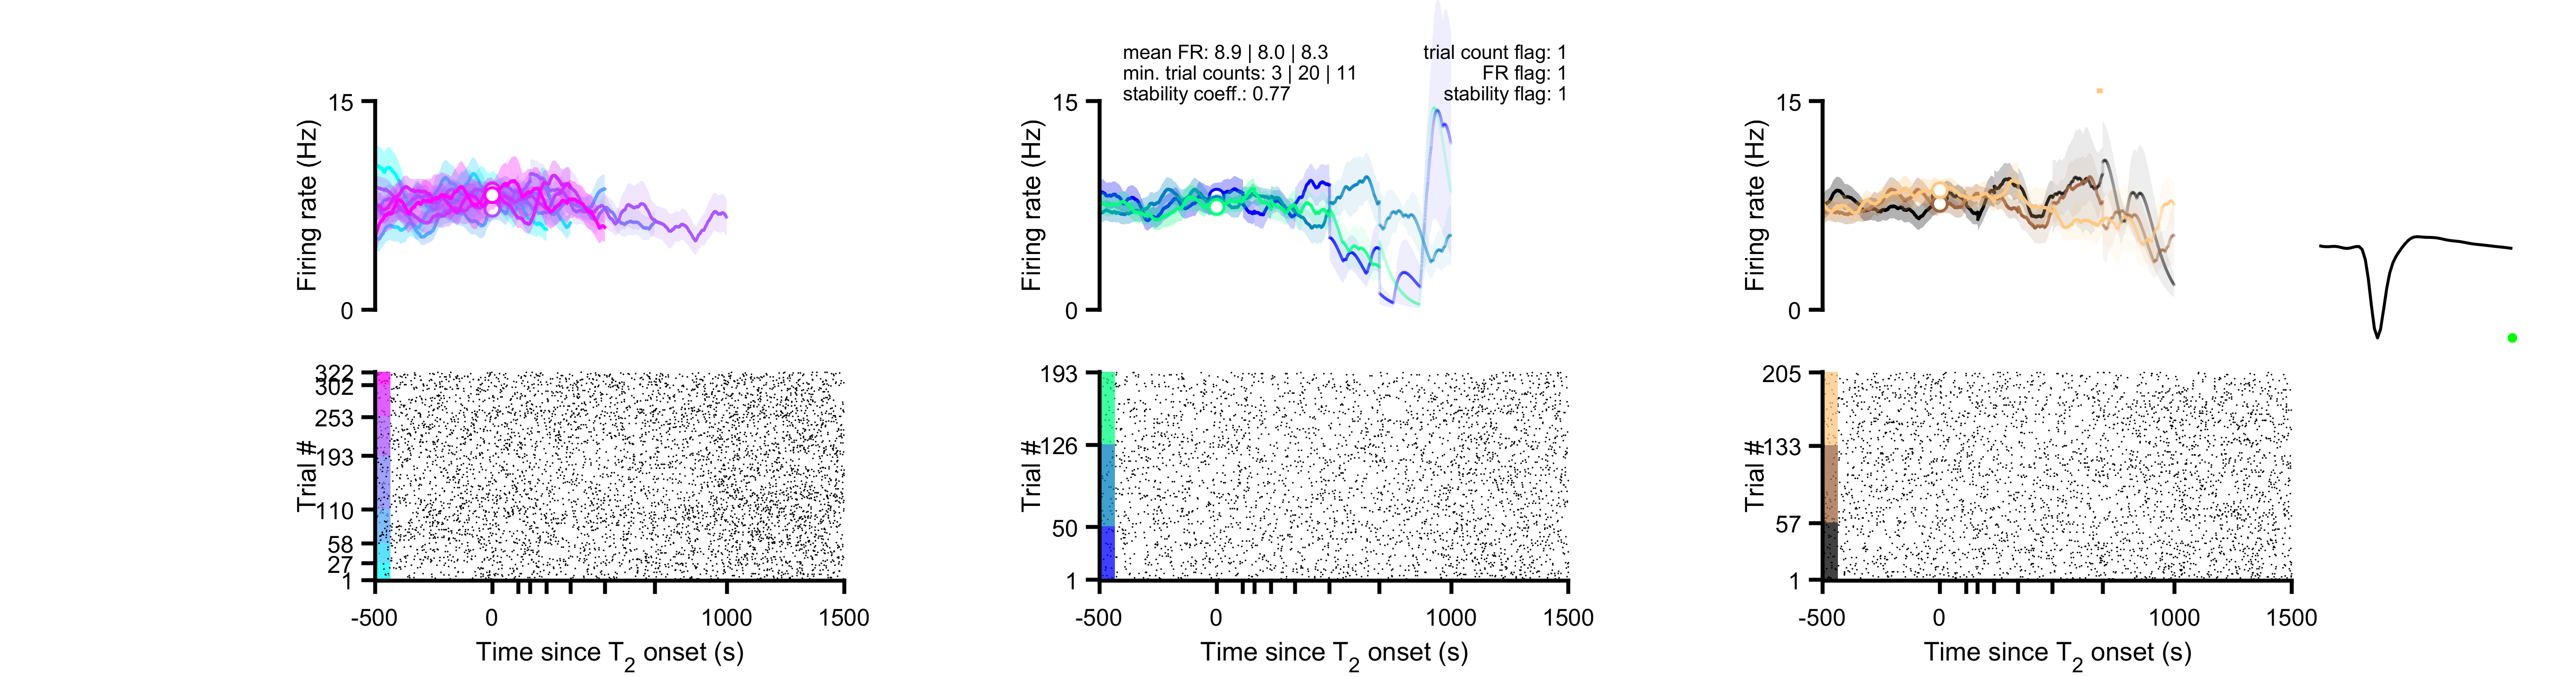 mean FR: 8.9 | 8.0 | 8.3
min. trial counts: 3 | 20 | 11
stability coeff.: 0.77
trial count flag: 1
FR flag: 1
stability flag: 1
15
Firing rate (Hz)
0
15
Firing rate (Hz)
0
15
Firing rate (Hz)
0
322
302
253
193
110
58
27
1
Trial #
-500
0
1000
1500
Time since T2 onset (s)
193
126
50
1
Trial #
-500
0
1000
1500
Time since T2 onset (s)
205
133
57
1
Trial #
-500
0
1000
1500
Time since T2 onset (s)